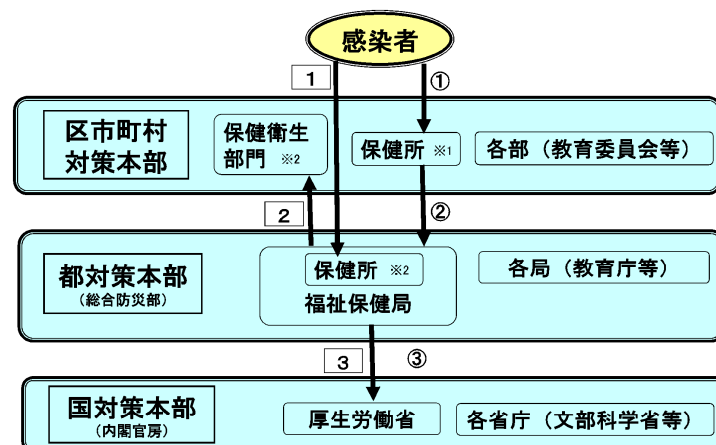 感染者
1
①
区市町村
対策本部
保健衛生
部門 ※2
保健所 ※1
各部（教育委員会等）
2
②
都対策本部
（総合防災部）
保健所 ※2
福祉保健局
各局（教育庁等）
3
③
国対策本部
（内閣官房）
厚生労働省
各省庁（文部科学省等）